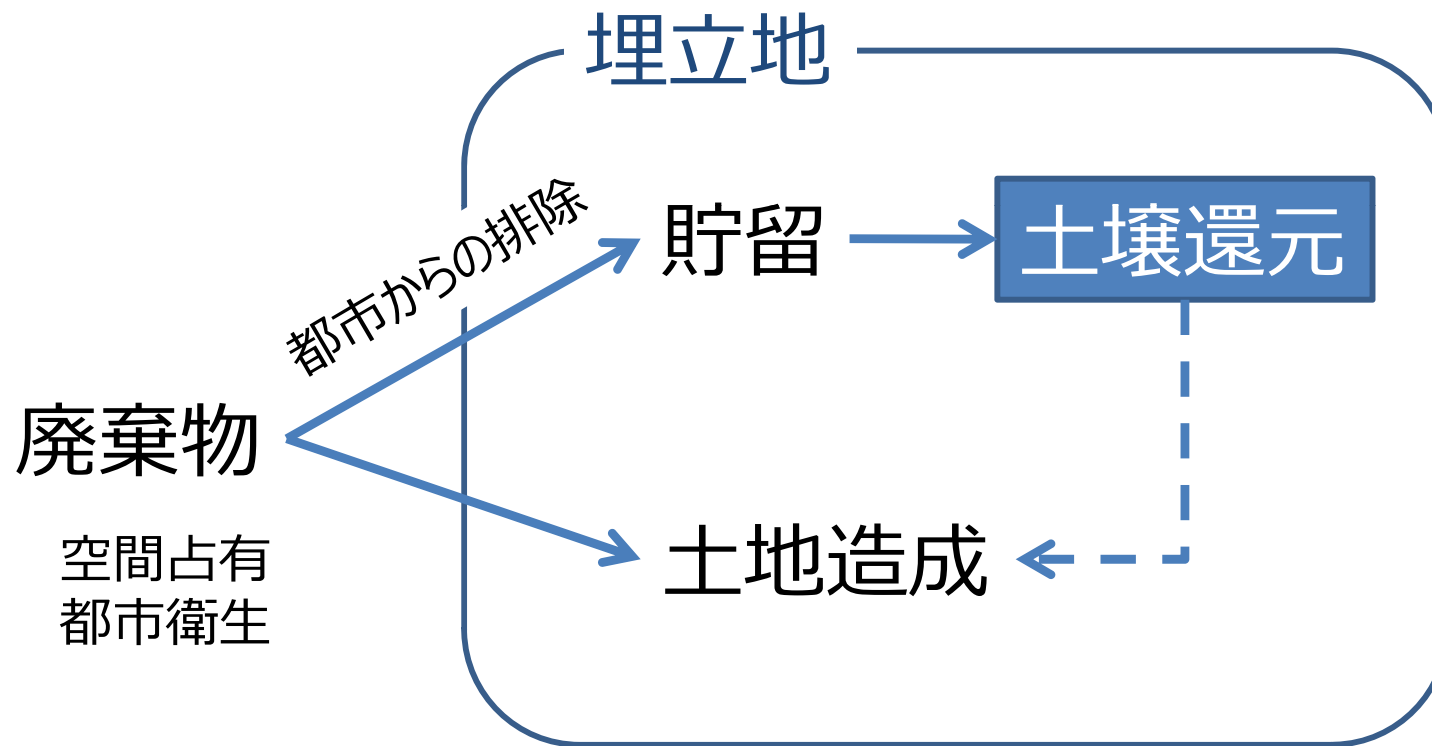 埋立地
都市からの排除
貯留
土壌還元
廃棄物
空間占有
都市衛生
土地造成